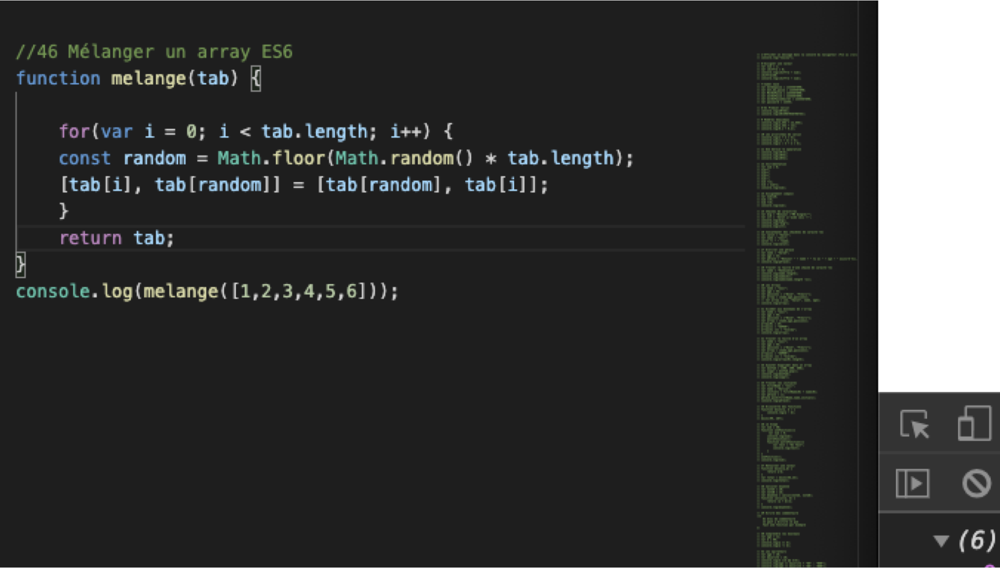 //46 Mélanger un array ES6
function melange(tab) {
for(var i = 0; i < tab.length; i++) {
const random = Math.floor(Math.random() * tab.length);
[tab[i], tab[random]] = [tab[random], tab[i]];
}
return tab;
}
console.log(melange([1,2,3,4,5,6]));
(6)